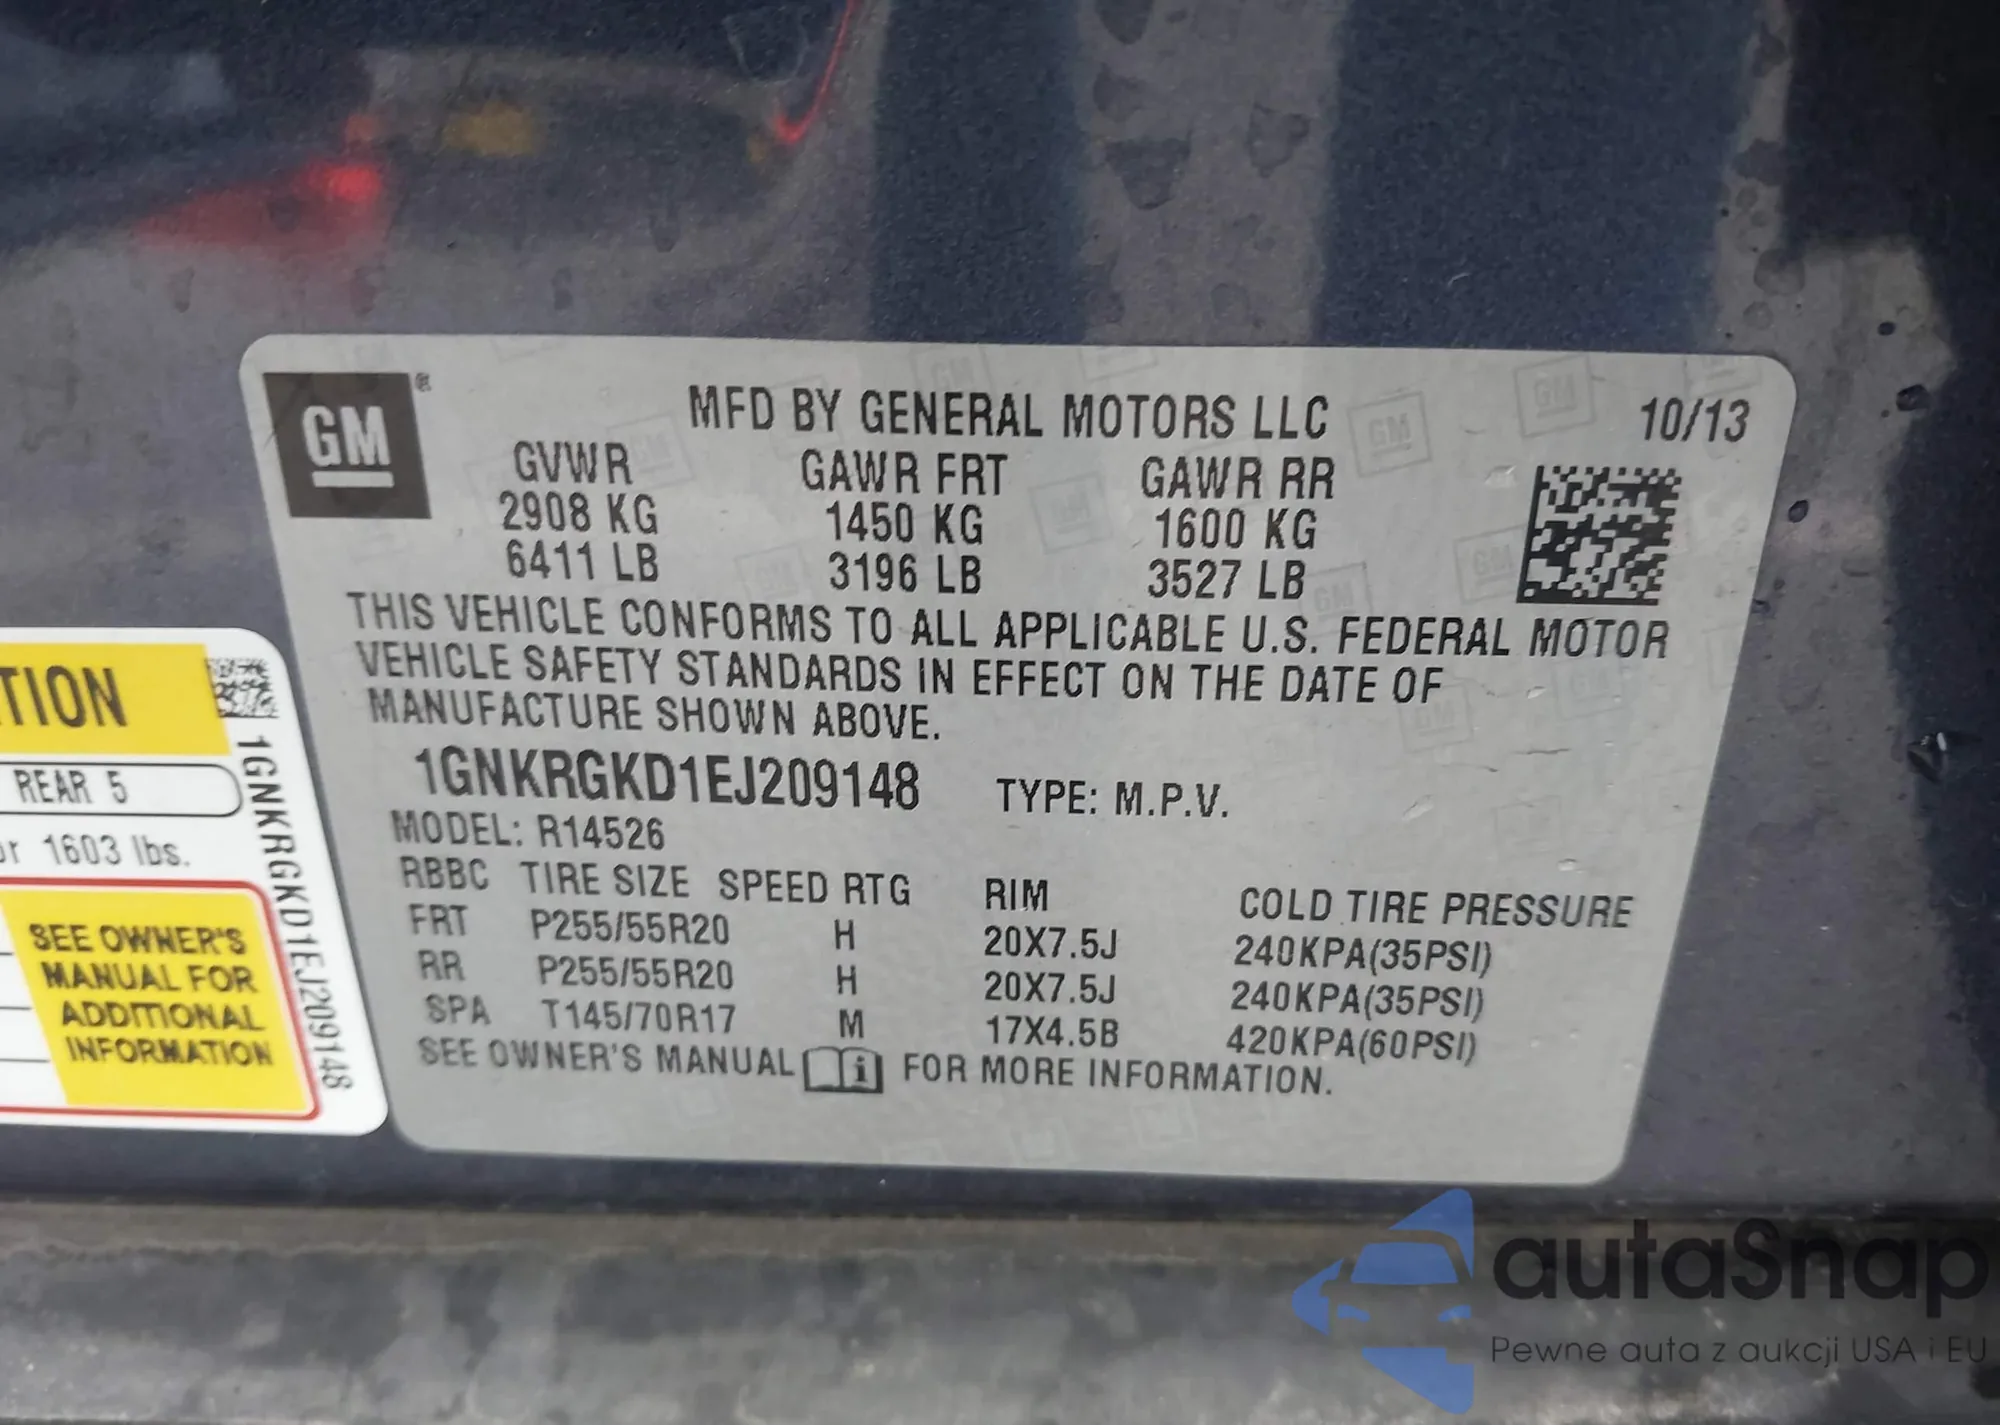 GM ®
MFD BY GENERAL MOTORS LLC
10/13
GVWR GAWR FRT GAWR RR
2908 KG 1450 KG 1600 KG
6411 LB 3196 LB 3527 LB
THIS VEHICLE CONFORMS TO ALL APPLICABLE U.S. FEDERAL MOTOR
VEHICLE SAFETY STANDARDS IN EFFECT ON THE DATE OF
MANUFACTURE SHOWN ABOVE.
1GNKRGKD1EJ209148 TYPE: M.P.V.
MODEL: R14526
RBBC TIRE SIZE SPEED RTG RIM COLD TIRE PRESSURE
FRT P255/55R20 H 20X7.5J 240KPA(35PSI)
RR P255/55R20 H 20X7.5J 240KPA(35PSI)
SPA T145/70R17 M 17X4.5B 420KPA(60PSI)
SEE OWNER'S MANUAL i FOR MORE INFORMATION.
TION
REAR 5
or 1603 lbs.
SEE OWNER'S
MANUAL FOR
ADDITIONAL
INFORMATION
1GNKRGKD1EJ209148
autaSnap
Pewne auta z aukcji USA i EU